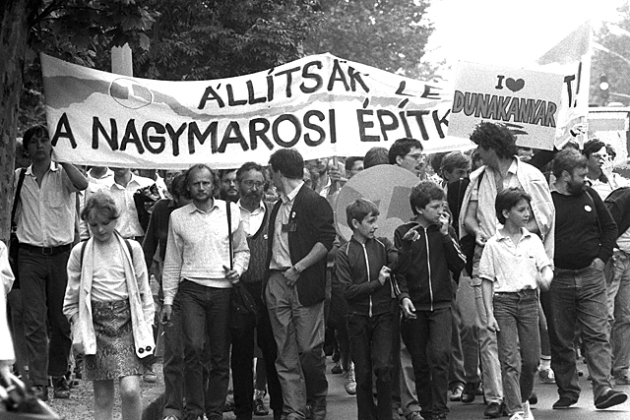 ÁLLÍTSÁK LE
A NAGYMAROSI ÉPÍTK
I ♥
DUNAKANYAR